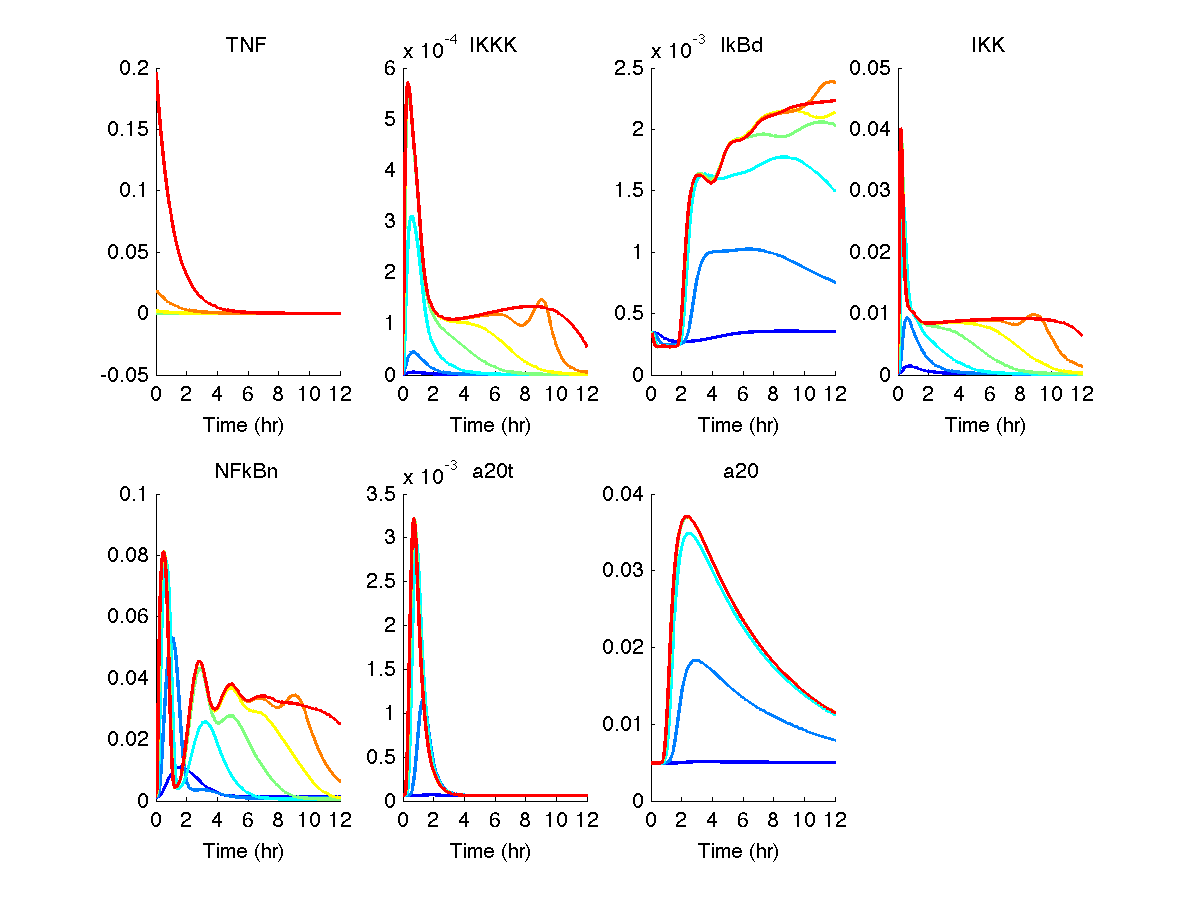 TNF
0.2
0.15
0.1
0.05
0
-0.05
0 2 4 6 8 10 12
Time (hr)
x 10^-4 IKKK
6
5
4
3
2
1
0
0 2 4 6 8 10 12
Time (hr)
x 10^-3 IkBd
2.5
2
1.5
1
0.5
0
0 2 4 6 8 10 12
Time (hr)
IKK
0.05
0.04
0.03
0.02
0.01
0
0 2 4 6 8 10 12
Time (hr)
NFkBn
0.1
0.08
0.06
0.04
0.02
0
0 2 4 6 8 10 12
Time (hr)
x 10^-3 a20t
3.5
3
2.5
2
1.5
1
0.5
0
0 2 4 6 8 10 12
Time (hr)
a20
0.04
0.03
0.02
0.01
0
0 2 4 6 8 10 12
Time (hr)